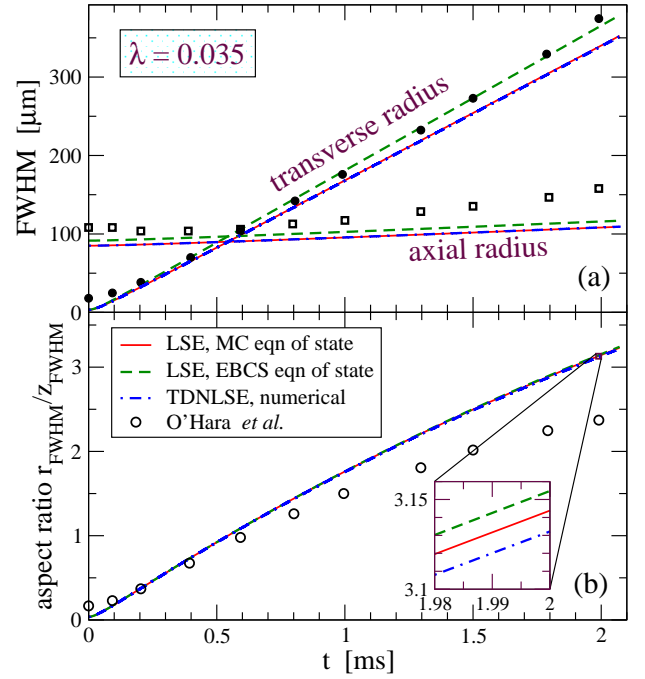 λ = 0.035
FWHM [μm]
300
200
100
0
transverse radius
axial radius
(a)
aspect ratio r_FWHM/z_FWHM
3
2
1
0
LSE, MC eqn of state
LSE, EBCS eqn of state
TDNLSE, numerical
O'Hara et al.
3.15
3.1
1.98 1.99 2
(b)
0 0.5 1 1.5 2
t [ms]